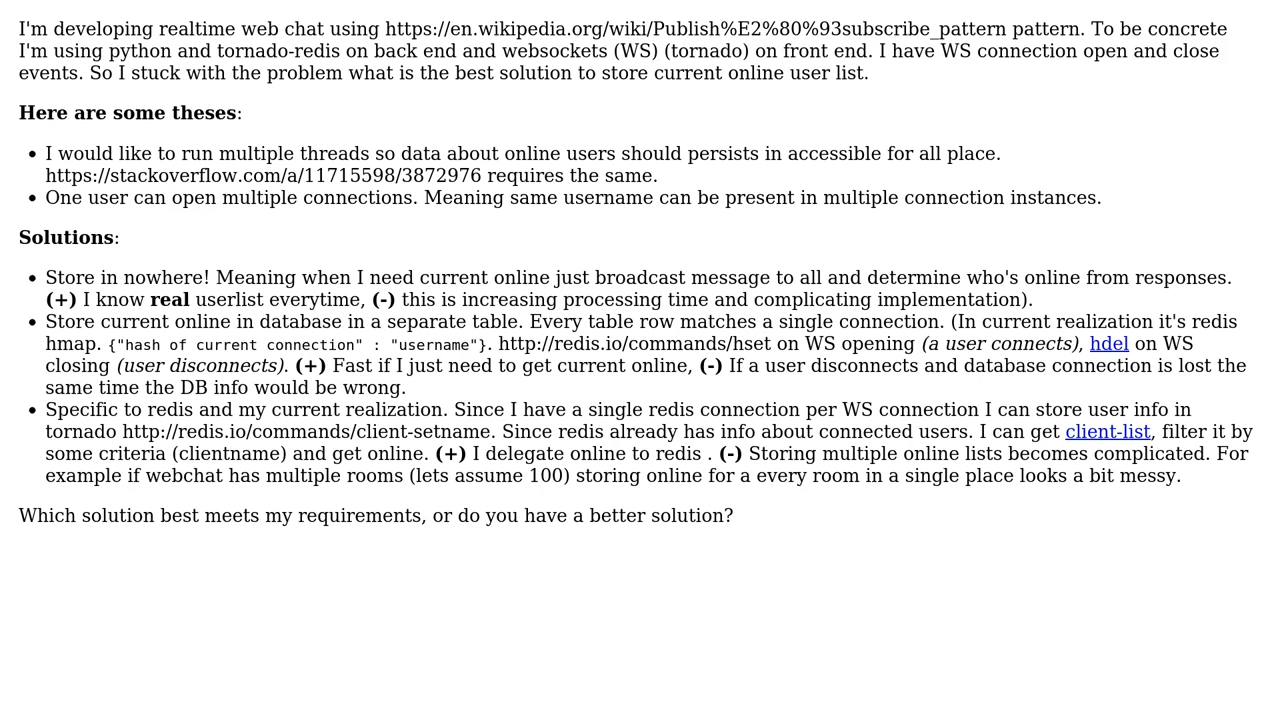 I'm developing realtime web chat using https://en.wikipedia.org/wiki/Publish%E2%80%93subscribe_pattern pattern. To be concrete
I'm using python and tornado-redis on back end and websockets (WS) (tornado) on front end. I have WS connection open and close
events. So I stuck with the problem what is the best solution to store current online user list.
Here are some theses:
• I would like to run multiple threads so data about online users should persists in accessible for all place.
https://stackoverflow.com/a/11715598/3872976 requires the same.
• One user can open multiple connections. Meaning same username can be present in multiple connection instances.
Solutions:
• Store in nowhere! Meaning when I need current online just broadcast message to all and determine who's online from responses.
(+) I know real userlist everytime, (-) this is increasing processing time and complicating implementation).
• Store current online in database in a separate table. Every table row matches a single connection. (In current realization it's redis
hmap. {"hash of current connection" : "username"}. http://redis.io/commands/hset on WS opening (a user connects), hdel on WS
closing (user disconnects). (+) Fast if I just need to get current online, (-) If a user disconnects and database connection is lost the
same time the DB info would be wrong.
• Specific to redis and my current realization. Since I have a single redis connection per WS connection I can store user info in
tornado http://redis.io/commands/client-setname. Since redis already has info about connected users. I can get client-list, filter it by
some criteria (clientname) and get online. (+) I delegate online to redis . (-) Storing multiple online lists becomes complicated. For
example if webchat has multiple rooms (lets assume 100) storing online for a every room in a single place looks a bit messy.
Which solution best meets my requirements, or do you have a better solution?